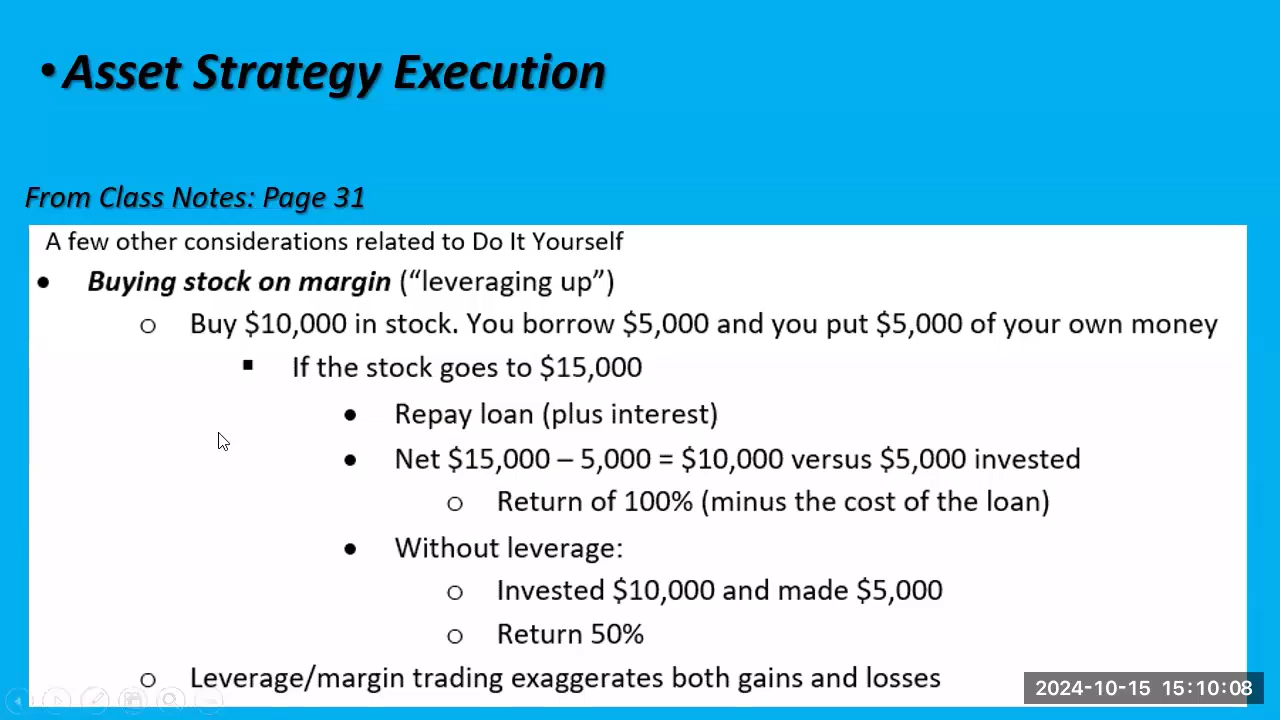 •Asset Strategy Execution
From Class Notes: Page 31
A few other considerations related to Do It Yourself
• Buying stock on margin (“leveraging up”)
o Buy $10,000 in stock. You borrow $5,000 and you put $5,000 of your own money
▪ If the stock goes to $15,000
• Repay loan (plus interest)
• Net $15,000 – 5,000 = $10,000 versus $5,000 invested
o Return of 100% (minus the cost of the loan)
• Without leverage:
o Invested $10,000 and made $5,000
o Return 50%
o Leverage/margin trading exaggerates both gains and losses
2024-10-15 15:10:08